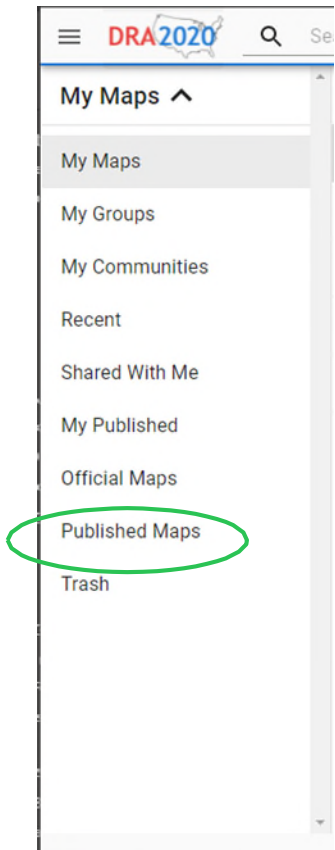 DRA2020
My Maps
My Maps
My Groups
My Communities
Recent
Shared With Me
My Published
Official Maps
Published Maps
Trash